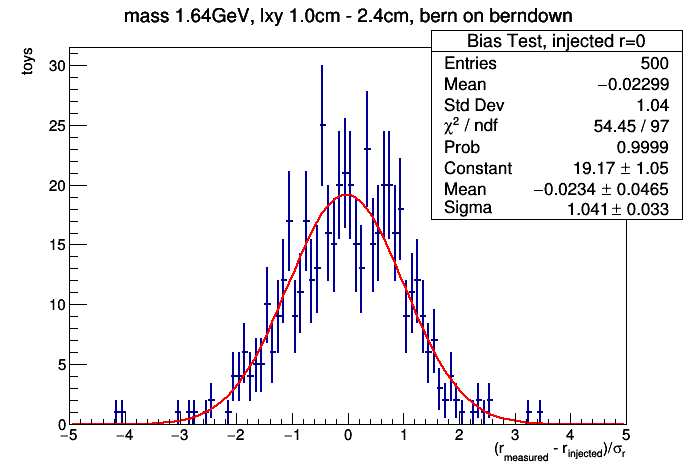 mass 1.64GeV, lxy 1.0cm - 2.4cm, bern on berndown
Bias Test, injected r=0
Entries 500
Mean −0.02299
Std Dev 1.04
χ² / ndf 54.45 / 97
Prob 0.9999
Constant 19.17 ± 1.05
Mean −0.0234 ± 0.0465
Sigma 1.041 ± 0.033
toys
30
25
20
15
10
5
0
−5 −4 −3 −2 −1 0 1 2 3 4 5
(r_measured - r_injected)/σ_r